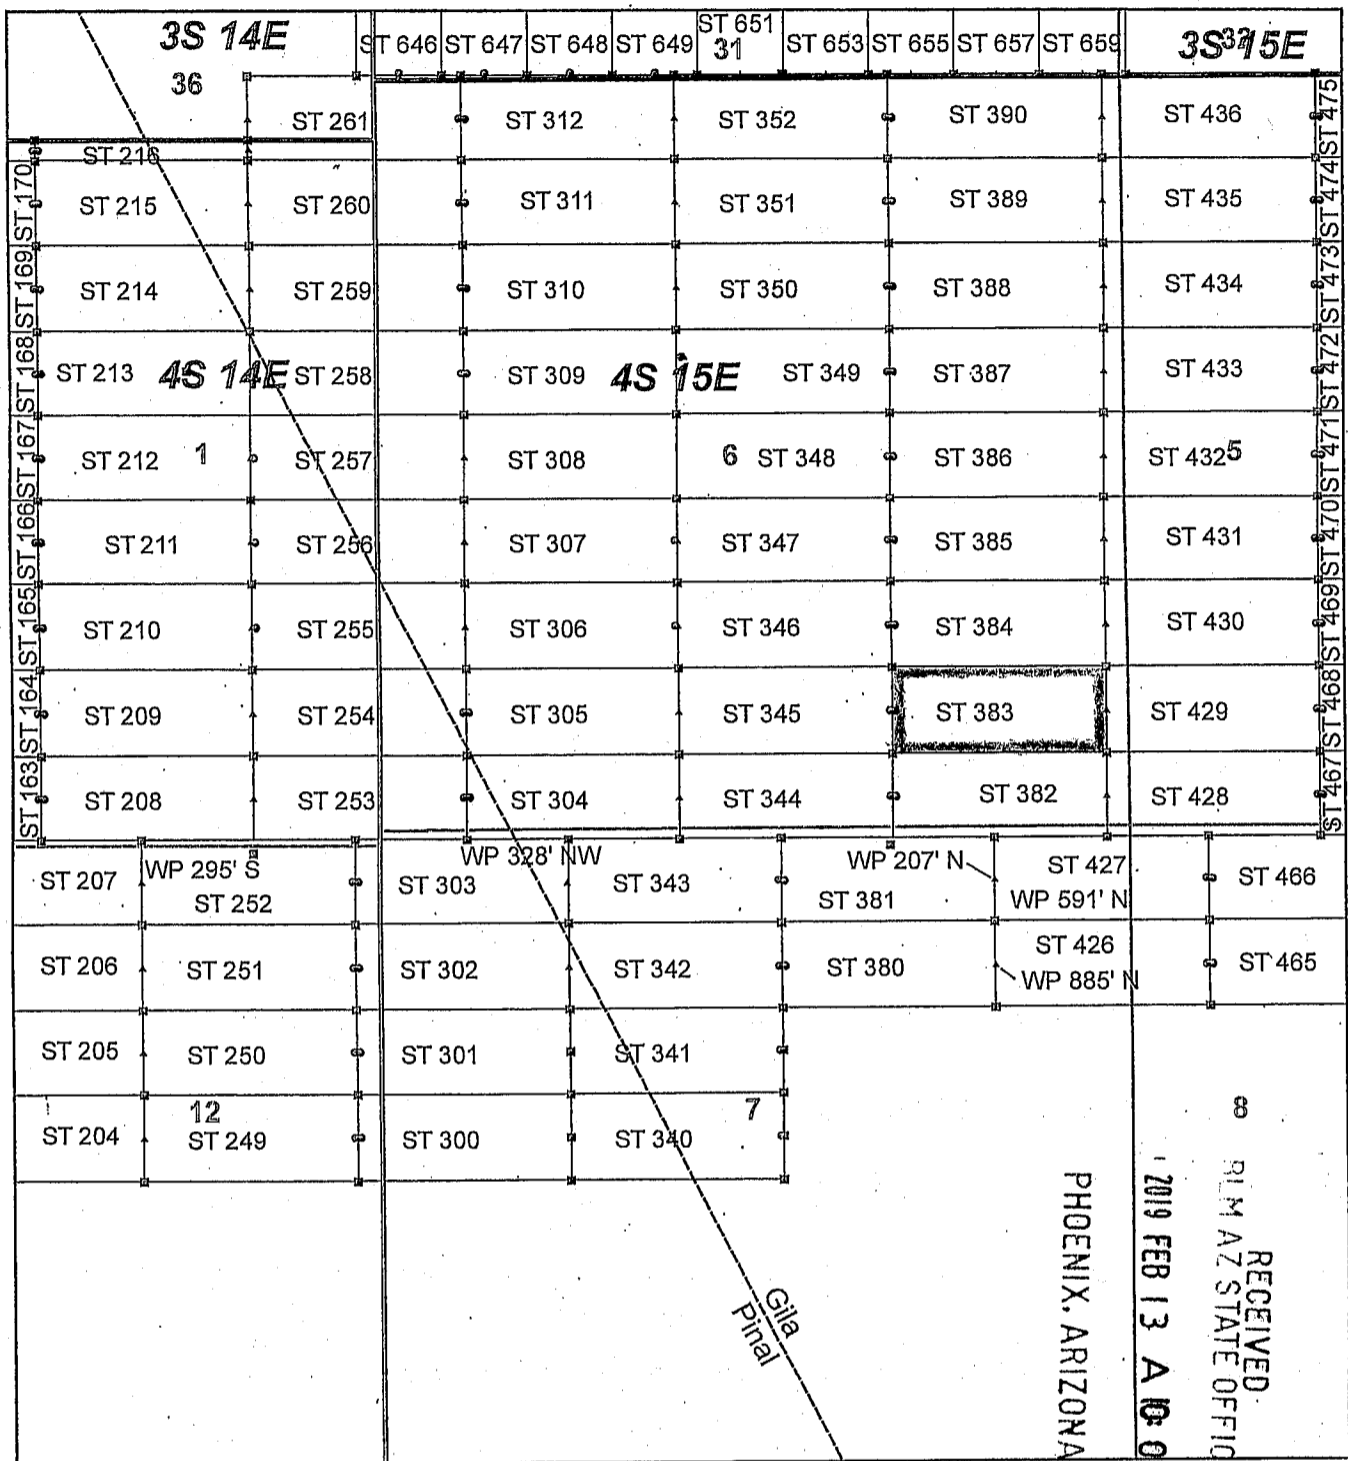 3S 14E
ST 646 ST 647 ST 648 ST 649 ST 651 ST 653 ST 655 ST 657 ST 659
31
3S 15E
32
36
ST 261 ST 312 ST 352 ST 390 ST 436 ST 475
ST 216
ST 170 ST 215 ST 260 ST 311 ST 351 ST 389 ST 435 ST 474
ST 169 ST 214 ST 259 ST 310 ST 350 ST 388 ST 434 ST 473
ST 168 ST 213 4S 14E ST 258 ST 309 4S 15E ST 349 ST 387 ST 433 ST 472
ST 167 ST 212 1 ST 257 ST 308 6 ST 348 ST 386 ST 432 5 ST 471
ST 166 ST 211 ST 256 ST 307 ST 347 ST 385 ST 431 ST 470
ST 165 ST 210 ST 255 ST 306 ST 346 ST 384 ST 430 ST 469
ST 164 ST 209 ST 254 ST 305 ST 345 ST 383 ST 429 ST 468
ST 163 ST 208 ST 253 ST 304 ST 344 ST 382 ST 428 ST 467
WP 295' S WP 328' NW WP 207' N
ST 207 ST 252 ST 303 ST 343 ST 381 ST 427 ST 466
WP 591' N
ST 206 ST 251 ST 302 ST 342 ST 380 ST 426 ST 465
WP 885' N
ST 205 ST 250 ST 301 ST 341
12 7 8
ST 204 ST 249 ST 300 ST 340
Gila
Pinal
RECEIVED
BLM AZ STATE OFFIC
2019 FEB 13 A
PHOENIX, ARIZONA